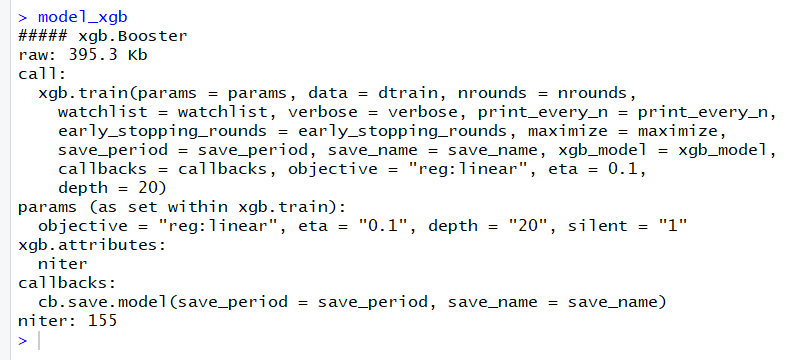 > model_xgb
##### xgb.Booster
raw: 395.3 Kb
call:
  xgb.train(params = params, data = dtrain, nrounds = nrounds,
    watchlist = watchlist, verbose = verbose, print_every_n = print_every_n,
    early_stopping_rounds = early_stopping_rounds, maximize = maximize,
    save_period = save_period, save_name = save_name, xgb_model = xgb_model,
    callbacks = callbacks, objective = "reg:linear", eta = 0.1,
    depth = 20)
params (as set within xgb.train):
  objective = "reg:linear", eta = "0.1", depth = "20", silent = "1"
xgb.attributes:
  niter
callbacks:
  cb.save.model(save_period = save_period, save_name = save_name)
niter: 155
>